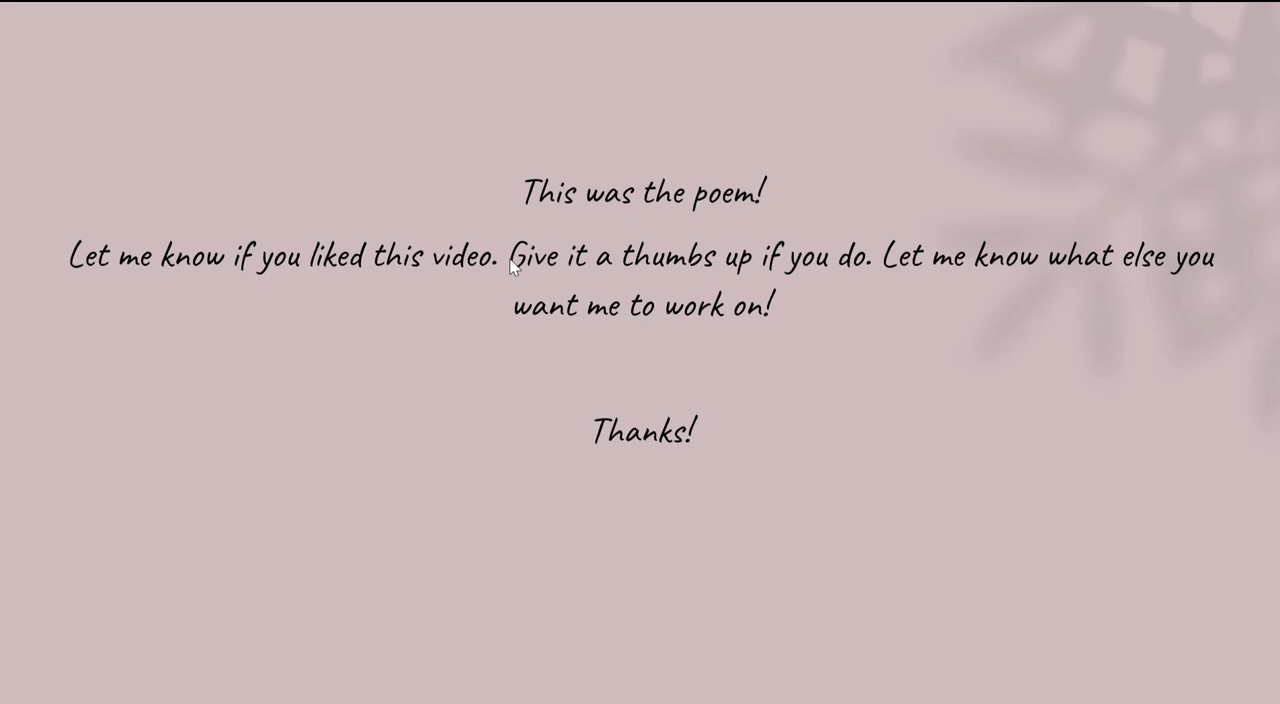 This was the poem!
Let me know if you liked this video. Give it a thumbs up if you do. Let me know what else you
want me to work on!
Thanks!